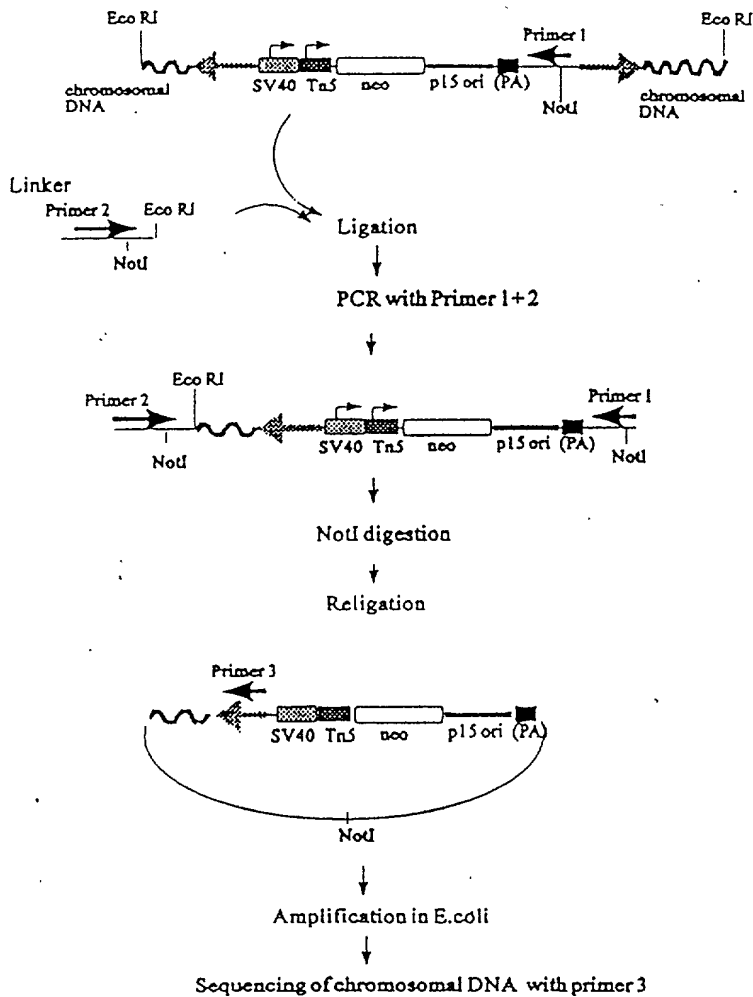 Eco RI
Eco RI
Primer 1
SV40 Tn5 neo p15 ori (PA)
NotI
chromosomal DNA
chromosomal DNA
Linker
Primer 2
Eco RI
NotI
Ligation
PCR with Primer 1+2
Eco RI
Primer 2
Primer 1
NotI
SV40 Tn5 neo p15 ori (PA)
NotI
NotI digestion
Religation
Primer 3
SV40 Tn5 neo p15 ori (PA)
NotI
Amplification in E.coli
Sequencing of chromosomal DNA with primer 3